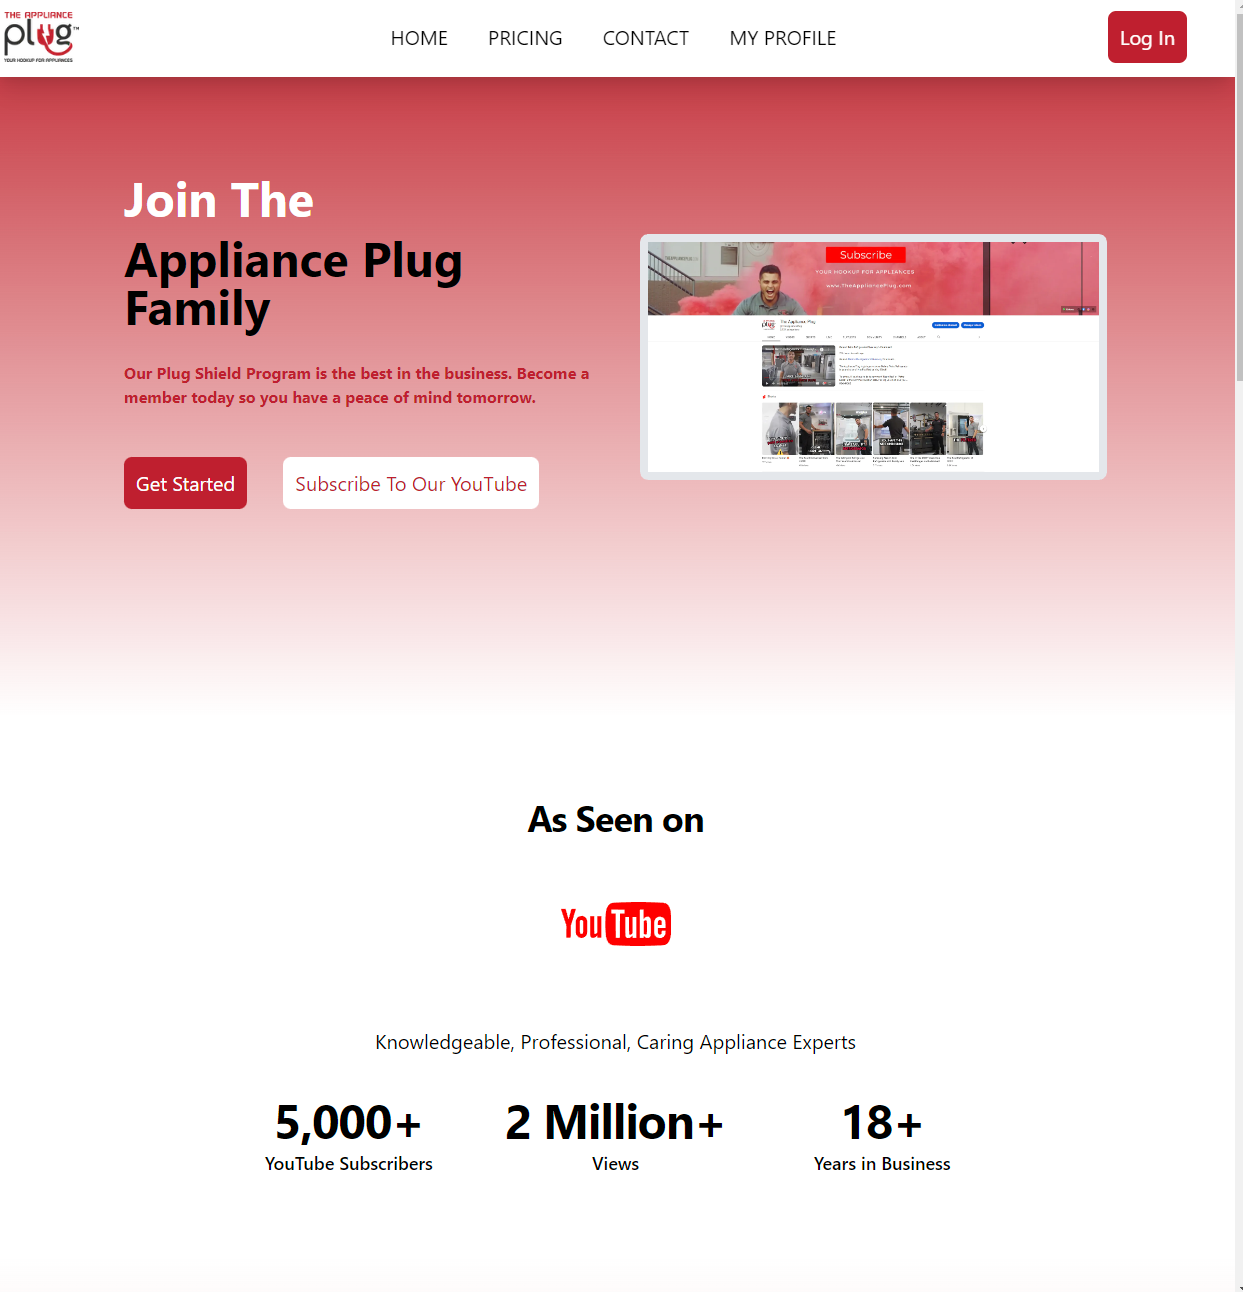 THE APPLIANCE
plug™
YOUR HOOKUP FOR APPLIANCES
HOME
PRICING
CONTACT
MY PROFILE
Log In
Join The
Appliance Plug
Family
Our Plug Shield Program is the best in the business. Become a
member today so you have a peace of mind tomorrow.
Get Started
Subscribe To Our YouTube
Subscribe
YOUR HOOKUP FOR APPLIANCES
www.TheAppliancePlug.com
The Appliance Plug
As Seen on
YouTube
Knowledgeable, Professional, Caring Appliance Experts
5,000+
YouTube Subscribers
2 Million+
Views
18+
Years in Business